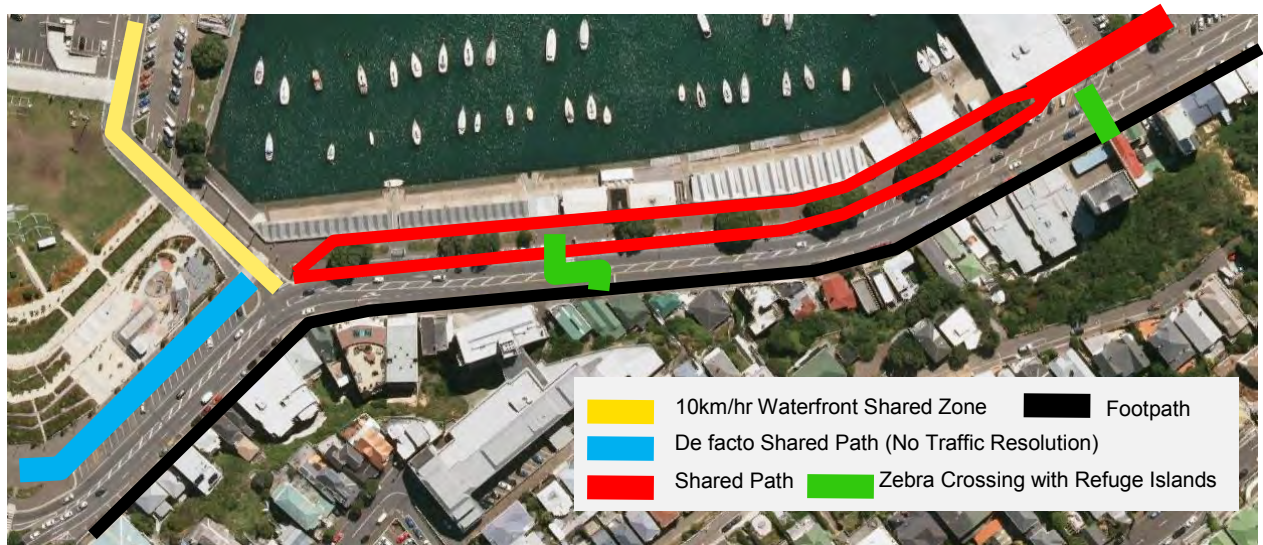 10km/hr Waterfront Shared Zone
Footpath
De facto Shared Path (No Traffic Resolution)
Shared Path
Zebra Crossing with Refuge Islands